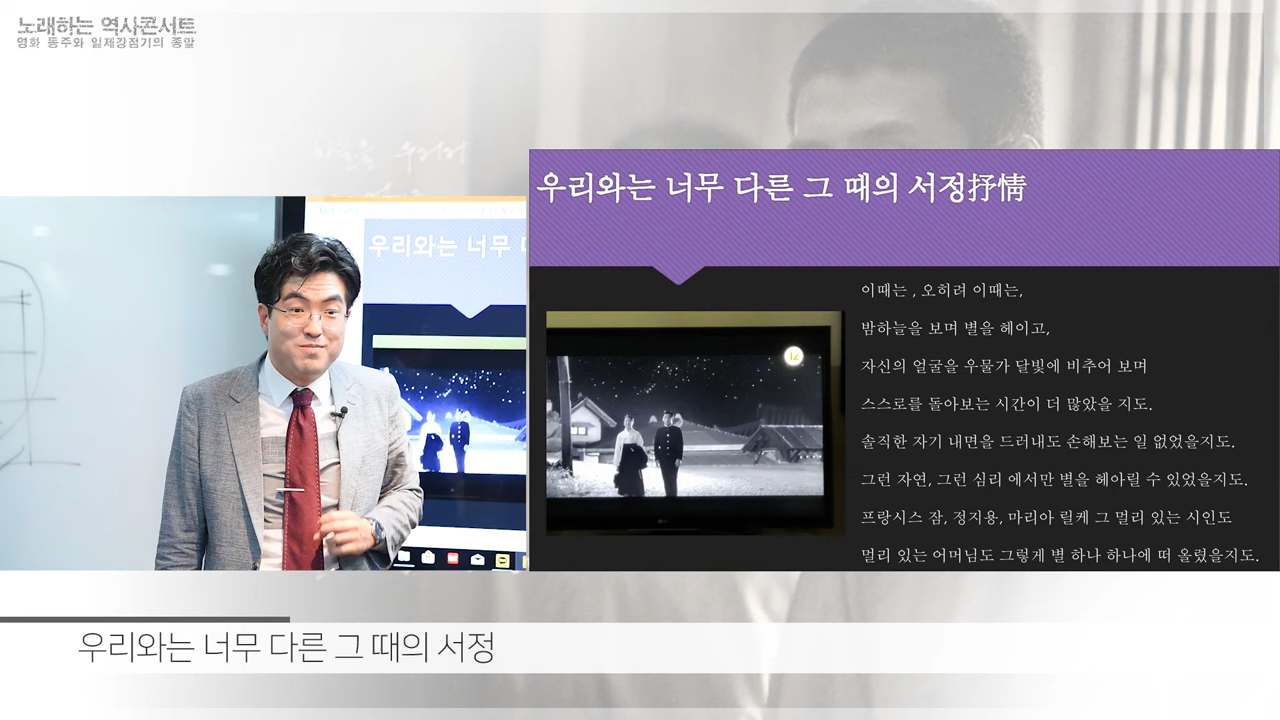 노래하는 역사콘서트
영화 동주와 일제강점기의 종말
우리와는 너무 다른 그 때의 서정抒情
우리와는 너무
이때는 , 오히려 이때는,
밤하늘을 보며 별을 헤이고,
자신의 얼굴을 우물가 달빛에 비추어 보며
스스로를 돌아보는 시간이 더 많았을 지도.
솔직한 자기 내면을 드러내도 손해보는 일 없었을지도.
그런 자연, 그런 심리 에서만 별을 헤아릴 수 있었을지도.
프랑시스 잠, 정지용, 마리아 릴케 그 멀리 있는 시인도
멀리 있는 어머님도 그렇게 별 하나 하나에 떠 올렸을지도.
12
우리와는 너무 다른 그 때의 서정